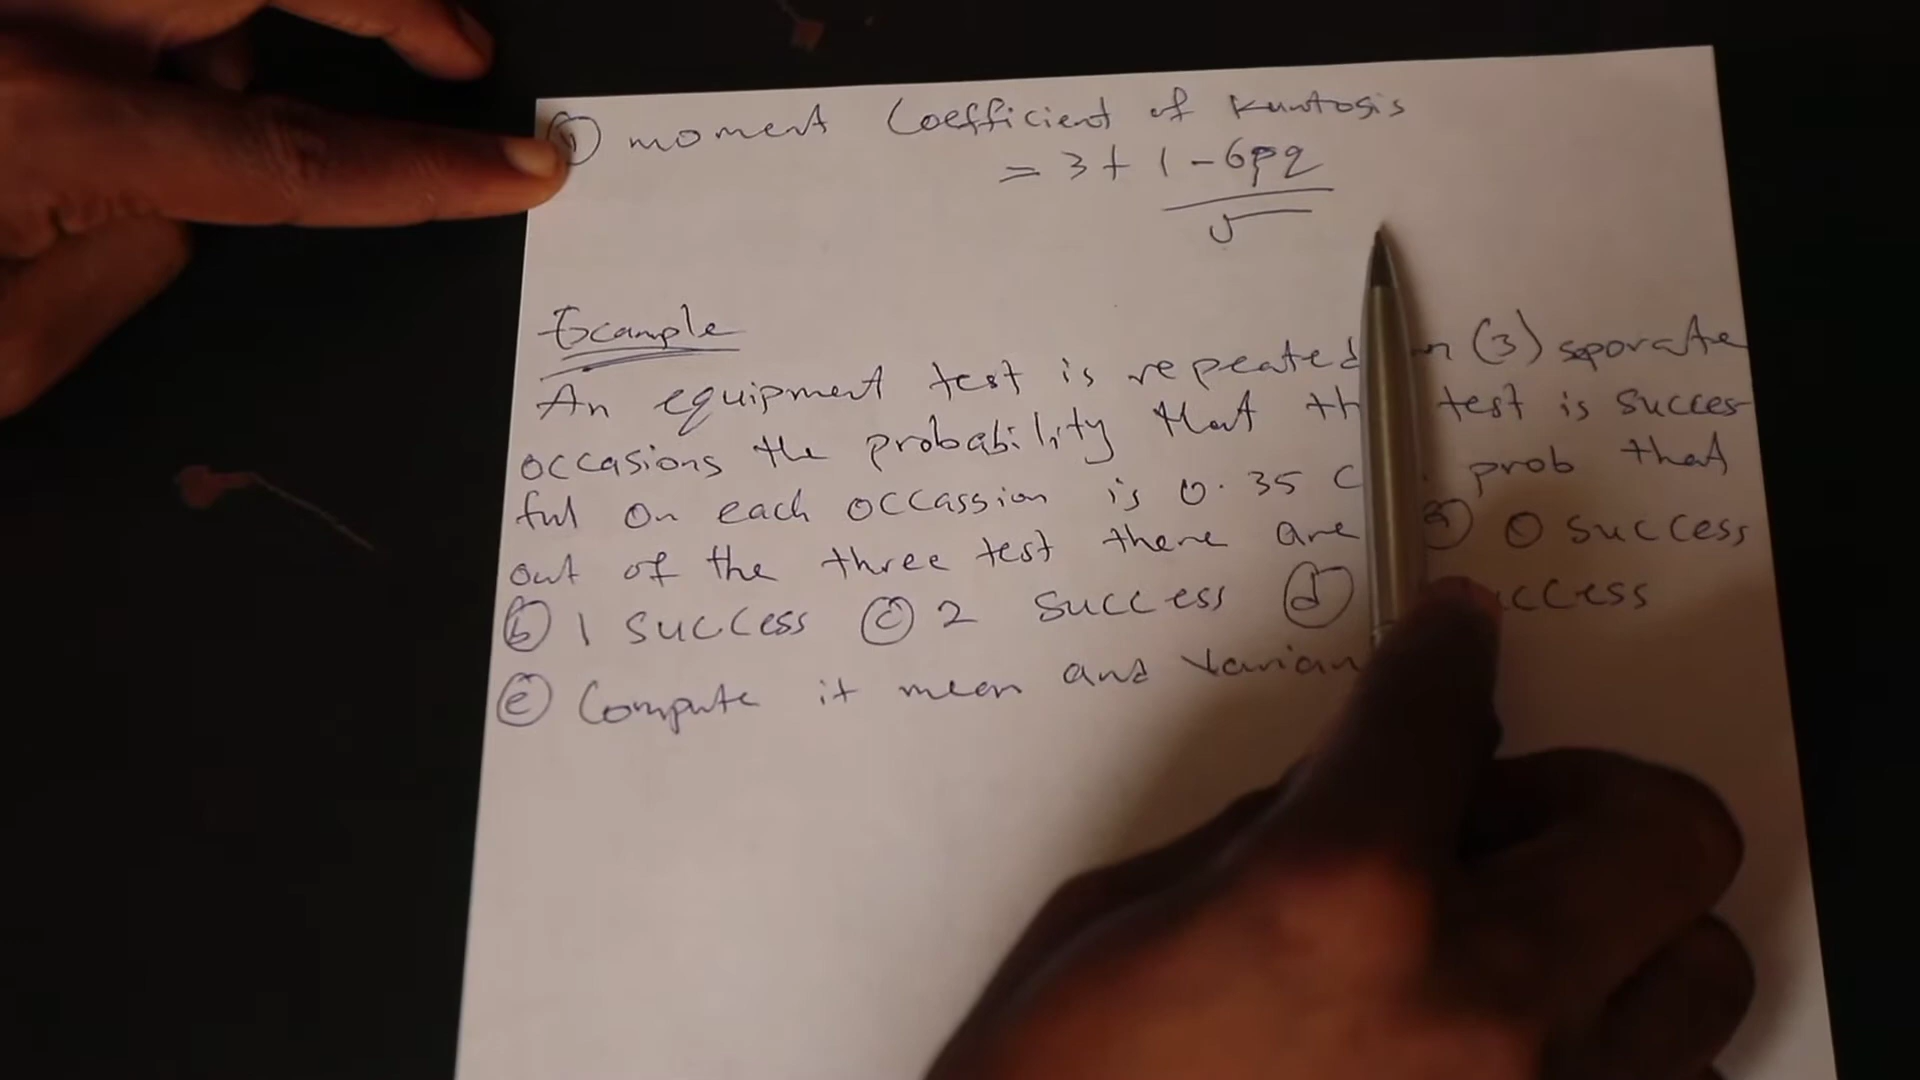 moment Coefficient of Kurtosis
= 3 + 1 - 6pq
√
Example
An equipment test is repeated (3) separate
occasions the probability that test is succes-
ful on each occassion is 0.35 prob that
out of the three test there are 0 success
(b) 1 success (c) 2 success (d)
(e) Compute it mean and